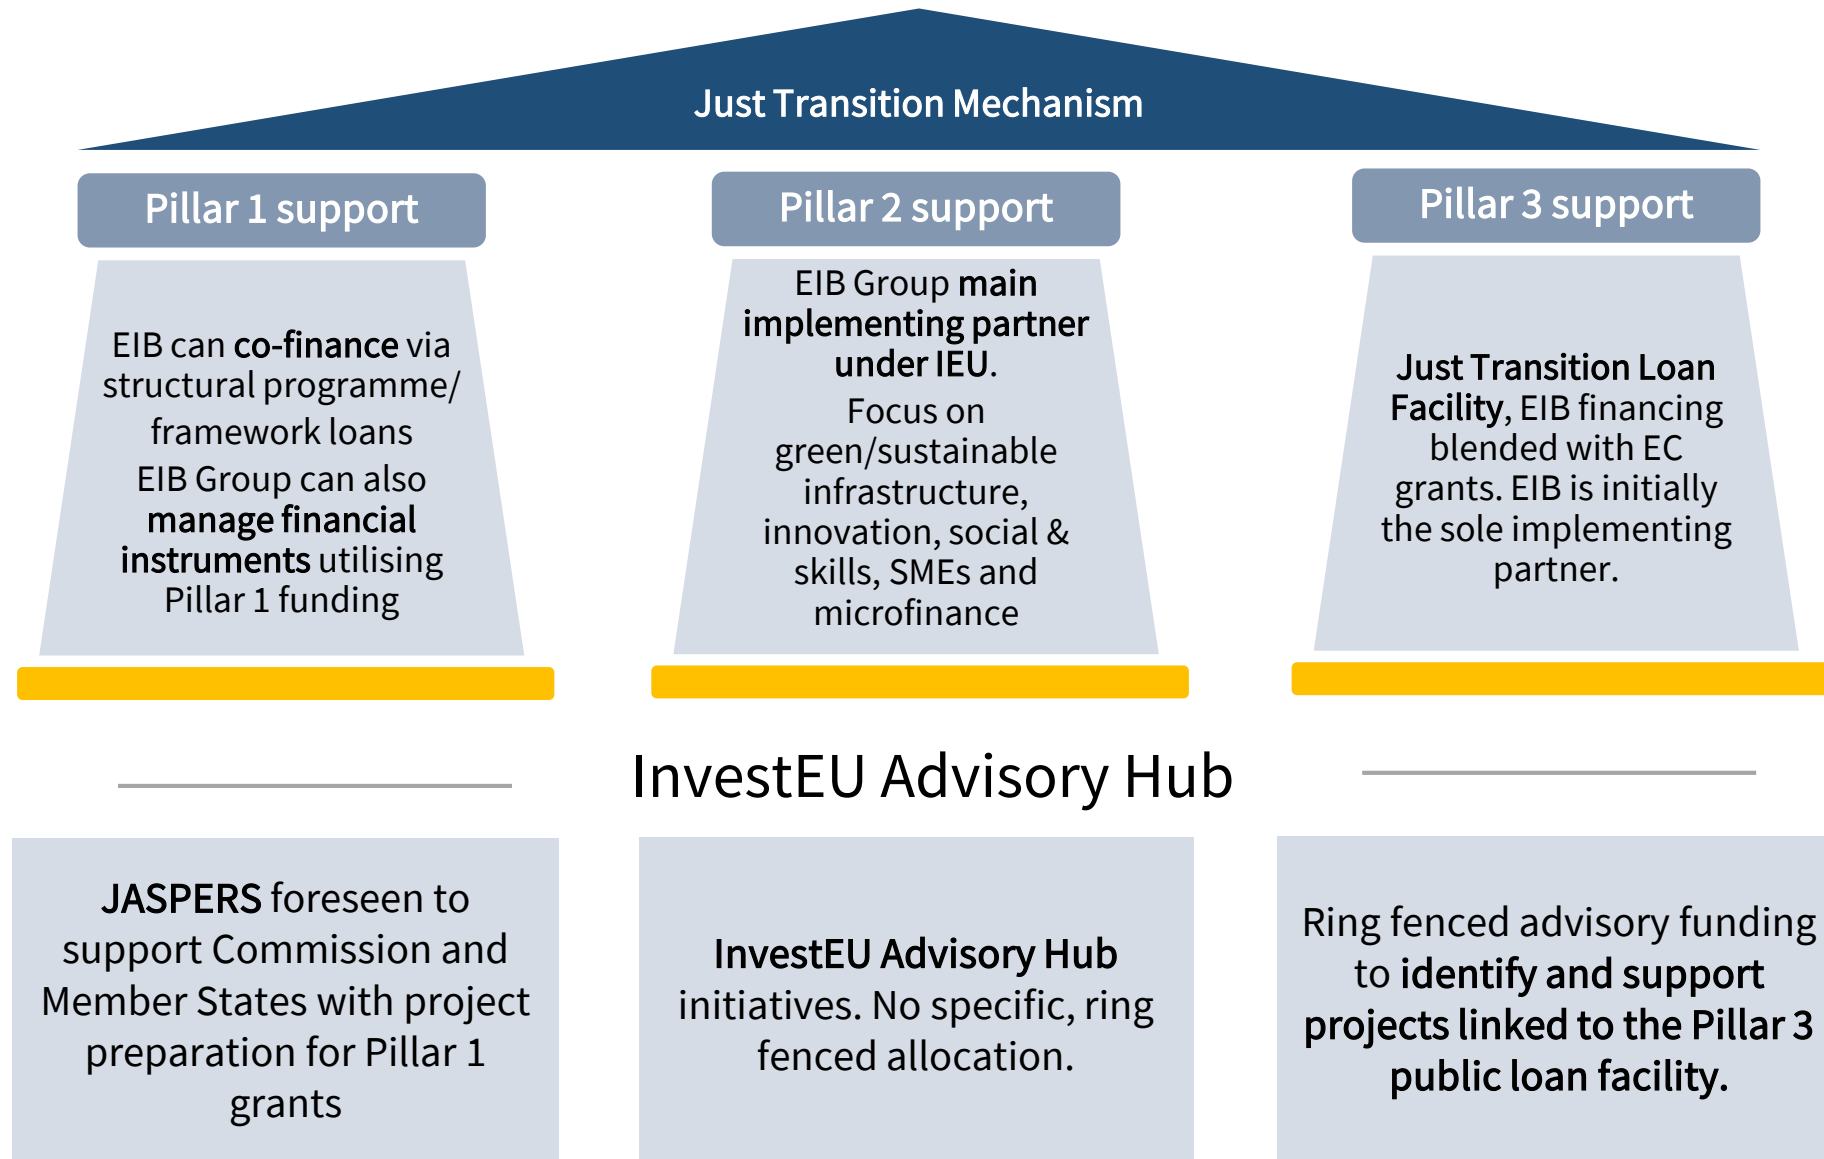 Just Transition Mechanism
Pillar 1 support
EIB can co-finance via
structural programme/
framework loans
EIB Group can also
manage financial
instruments utilising
Pillar 1 funding
Pillar 2 support
EIB Group main
implementing partner
under IEU.
Focus on
green/sustainable
infrastructure,
innovation, social &
skills, SMEs and
microfinance
Pillar 3 support
Just Transition Loan
Facility, EIB financing
blended with EC
grants. EIB is initially
the sole implementing
partner.
InvestEU Advisory Hub
JASPERS foreseen to
support Commission and
Member States with project
preparation for Pillar 1
grants
InvestEU Advisory Hub
initiatives. No specific, ring
fenced allocation.
Ring fenced advisory funding
to identify and support
projects linked to the Pillar 3
public loan facility.